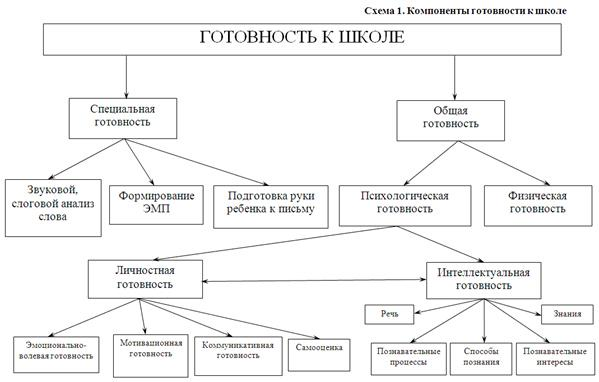 Схема 1. Компоненты готовности к школе
ГОТОВНОСТЬ К ШКОЛЕ
Специальная
готовность
Общая
готовность
Звуковой,
слоговой анализ
слова
Формирование
ЭМП
Подготовка руки
ребенка к письму
Психологическая
готовность
Физическая
готовность
Личностная
готовность
Интеллектуальная
готовность
Речь
Знания
Эмоционально-
волевая готовность
Мотивационная
готовность
Коммуникативная
готовность
Самооценка
Познавательные
процессы
Способы
познания
Познавательные
интересы